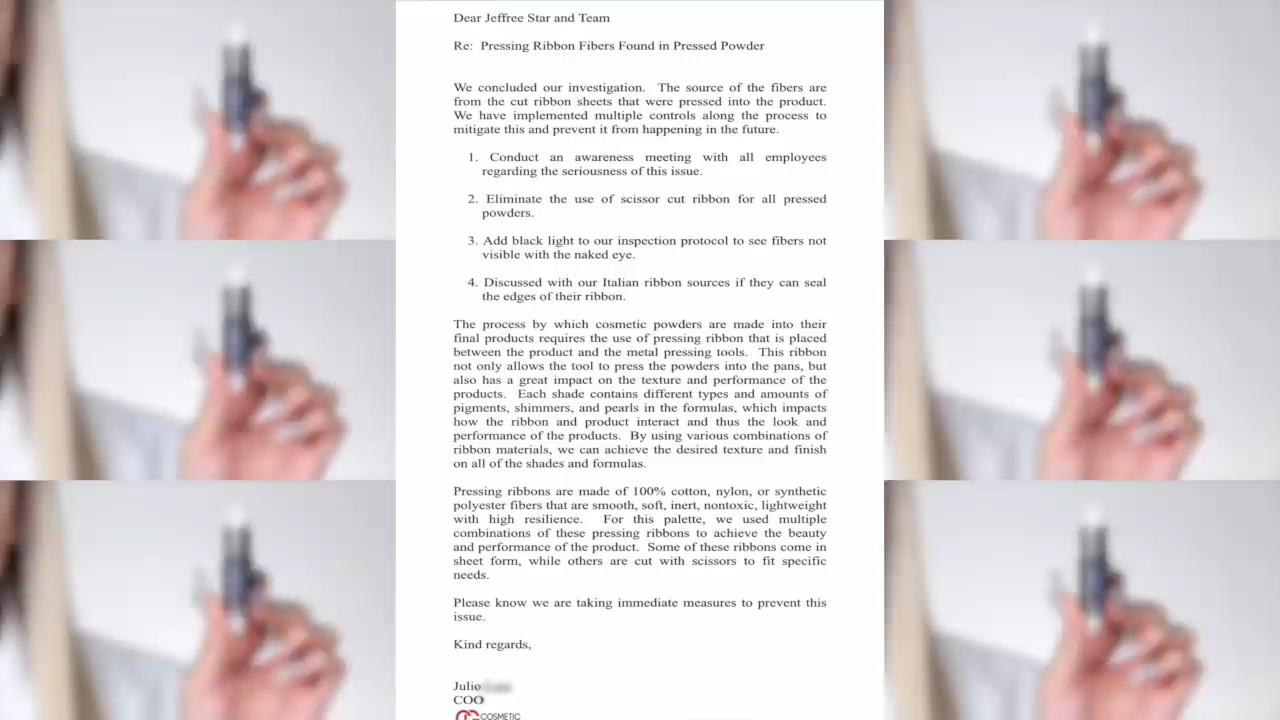 Dear Jeffree Star and Team
Re: Pressing Ribbon Fibers Found in Pressed Powder
We concluded our investigation. The source of the fibers are
from the cut ribbon sheets that were pressed into the product.
We have implemented multiple controls along the process to
mitigate this and prevent it from happening in the future.
1. Conduct an awareness meeting with all employees
regarding the seriousness of this issue.
2. Eliminate the use of scissor cut ribbon for all pressed
powders.
3. Add black light to our inspection protocol to see fibers not
visible with the naked eye.
4. Discussed with our Italian ribbon sources if they can seal
the edges of their ribbon.
The process by which cosmetic powders are made into their
final products requires the use of pressing ribbon that is placed
between the product and the metal pressing tools. This ribbon
not only allows the tool to press the powders into the pans, but
also has a great impact on the texture and performance of the
products. Each shade contains different types and amounts of
pigments, shimmers, and pearls in the formulas, which impacts
how the ribbon and product interact and thus the look and
performance of the products. By using various combinations of
ribbon materials, we can achieve the desired texture and finish
on all of the shades and formulas.
Pressing ribbons are made of 100% cotton, nylon, or synthetic
polyester fibers that are smooth, soft, inert, nontoxic, lightweight
with high resilience. For this palette, we used multiple
combinations of these pressing ribbons to achieve the beauty
and performance of the product. Some of these ribbons come in
sheet form, while others are cut with scissors to fit specific
needs.
Please know we are taking immediate measures to prevent this
issue.
Kind regards,
Julio
COO
COSMETIC